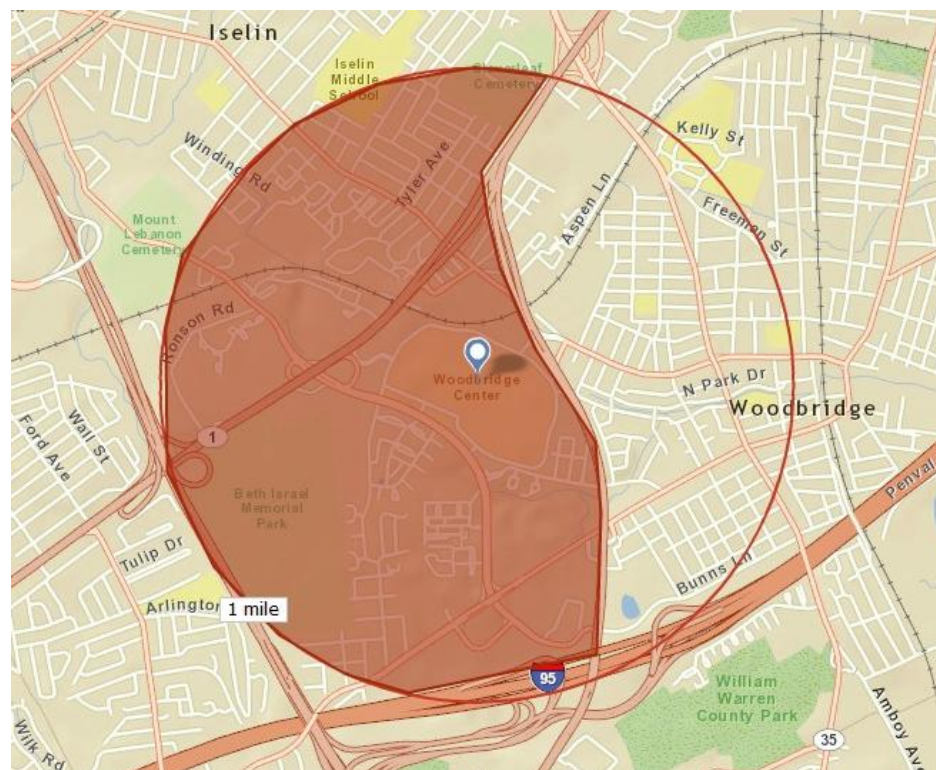 Iselin
Iselin
Middle
School
Cloverleaf
Cemetery
Kelly St
Winding Rd
Tyler Ave
Aspen Ln
Freeman St
Mount
Lebanon
Cemetery
Ronson Rd
Woodbridge
Center
N Park Dr
Woodbridge
Wall St
Ford Ave
1
Beth Israel
Memorial
Park
Penval
Tulip Dr
Bunns Ln
Arlington
1 mile
95
William
Warren
County Park
35
Amboy Ave
Wilk Rd